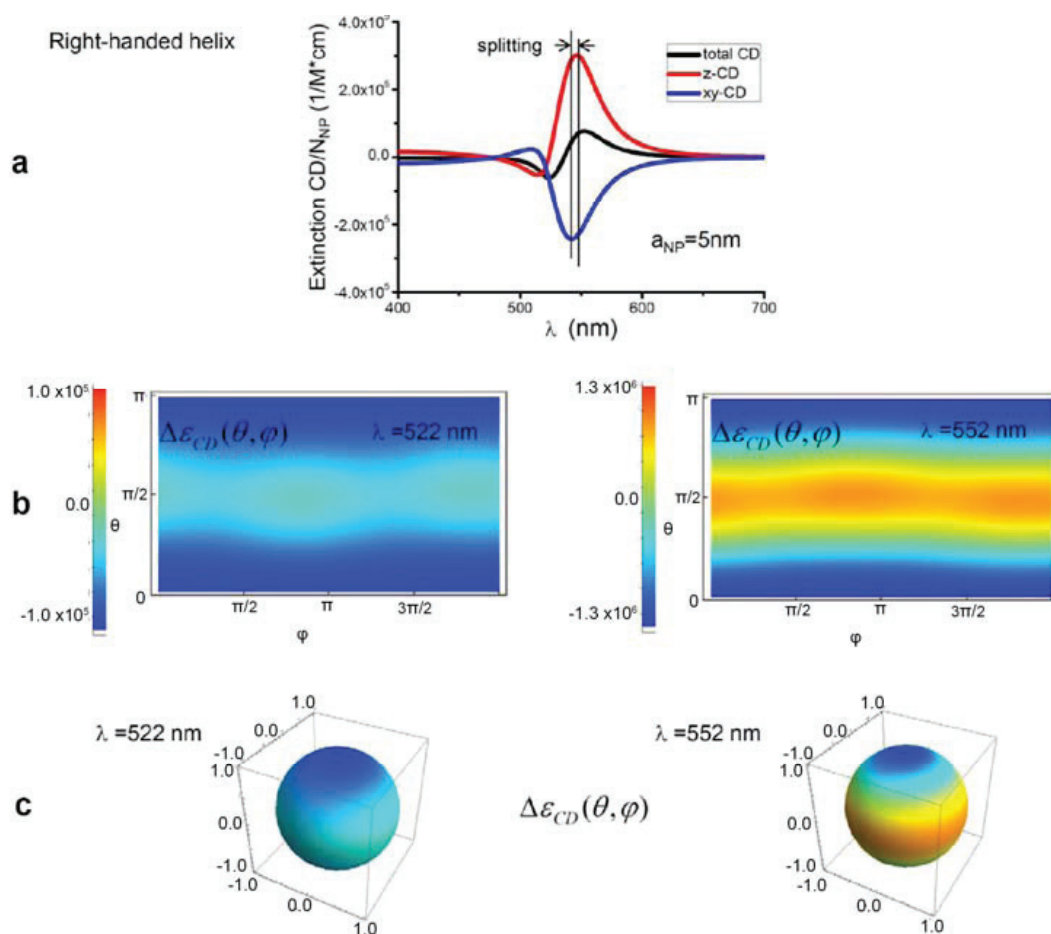 a
Right-handed helix
Extinction CD/N_NP (1/M*cm)
4.0x10⁵
2.0x10⁵
0.0
-2.0x10⁵
-4.0x10⁵
splitting
total CD
z-CD
xy-CD
a_NP=5nm
400
500
600
700
λ (nm)
b
1.0 x10⁵
0.0
-1.0 x10⁵
θ
π
π/2
0
Δε_CD(θ,φ)
λ =522 nm
π/2
π
3π/2
φ
1.3 x10⁶
0.0
-1.3 x10⁶
θ
π
π/2
0
Δε_CD(θ,φ)
λ =552 nm
π/2
π
3π/2
φ
c
λ =522 nm
1.0
0.0
-1.0
1.0
0.0
-1.0
-1.0
0.0
1.0
Δε_CD(θ,φ)
λ =552 nm
1.0
0.0
-1.0
1.0
0.0
-1.0
-1.0
0.0
1.0